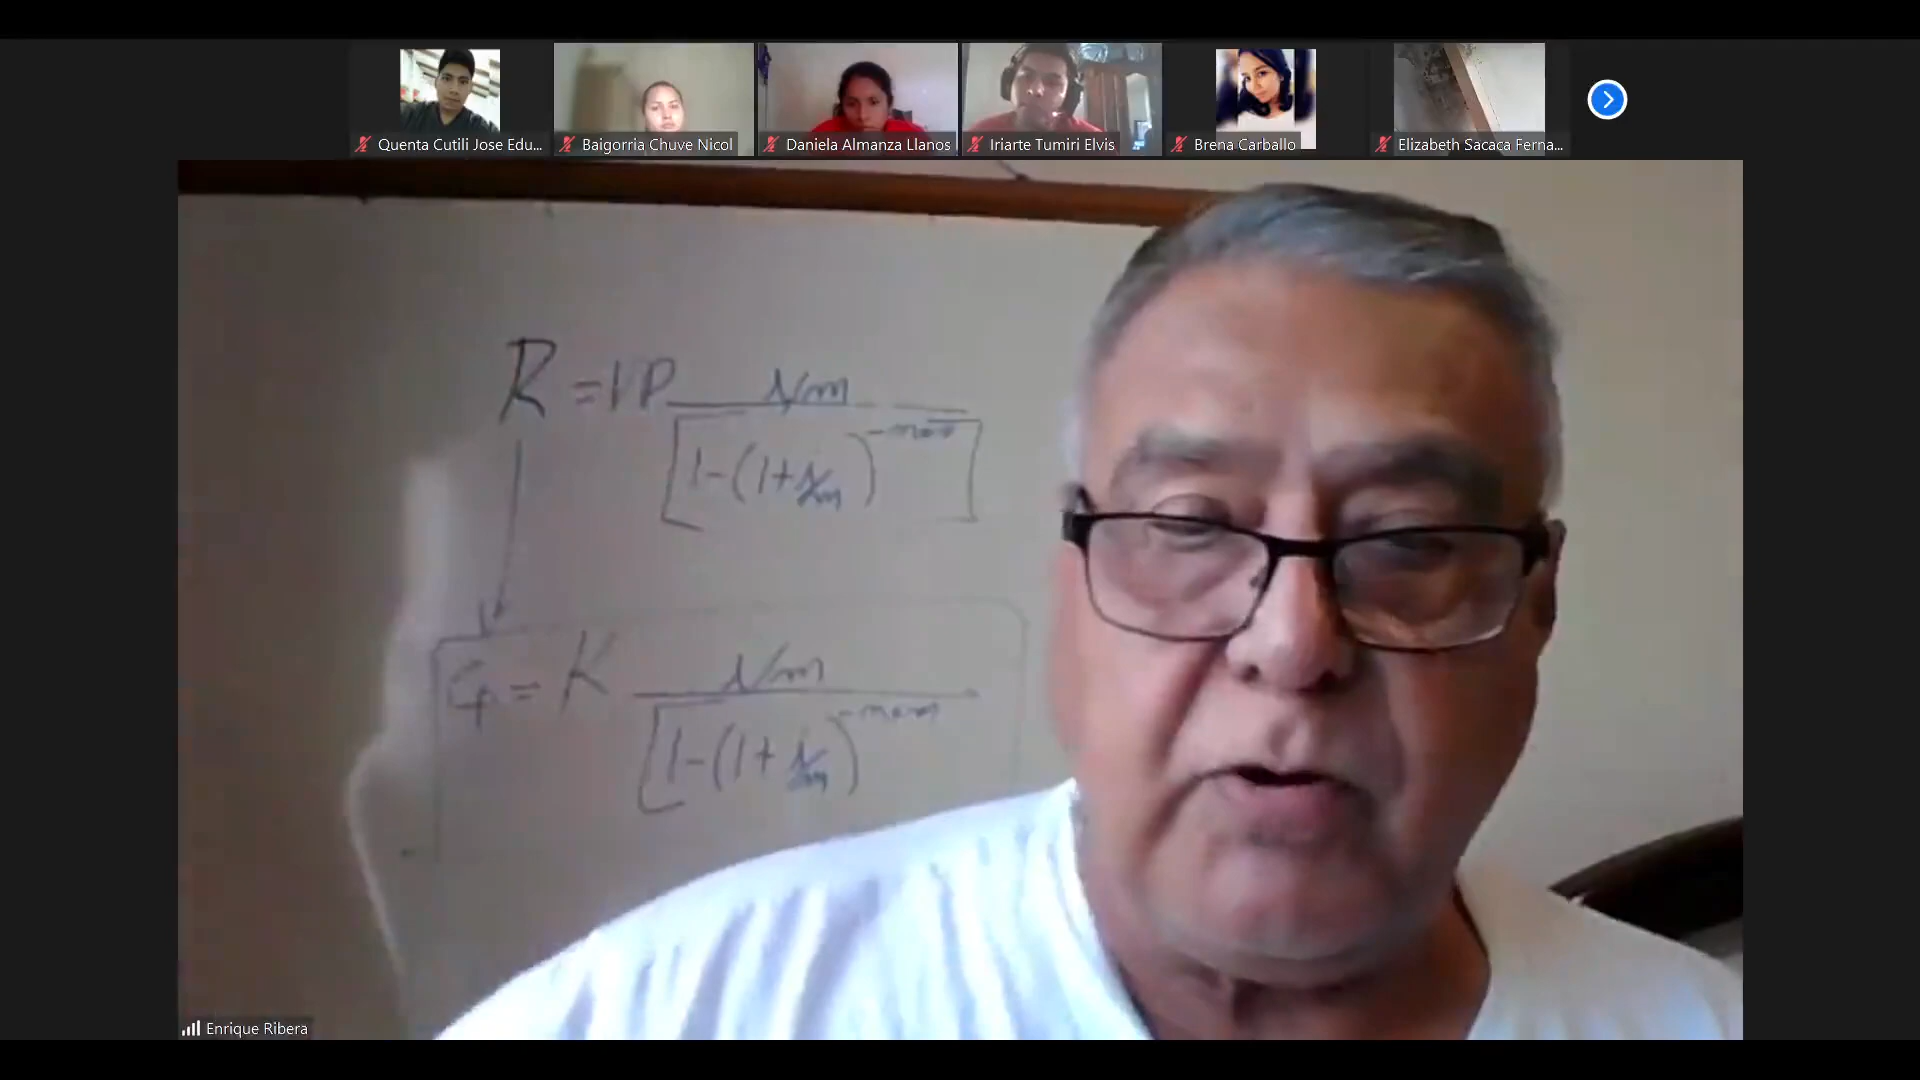 Quenta Cutili Jose Edu...
Baigorria Chuve Nicol
Daniela Almanza Llanos
Iriarte Tumiri Elvis
Brena Carballo
Elizabeth Sacaca Ferna...
R = VP
[1-(1+
= K
[1-(1+
Enrique Ribera